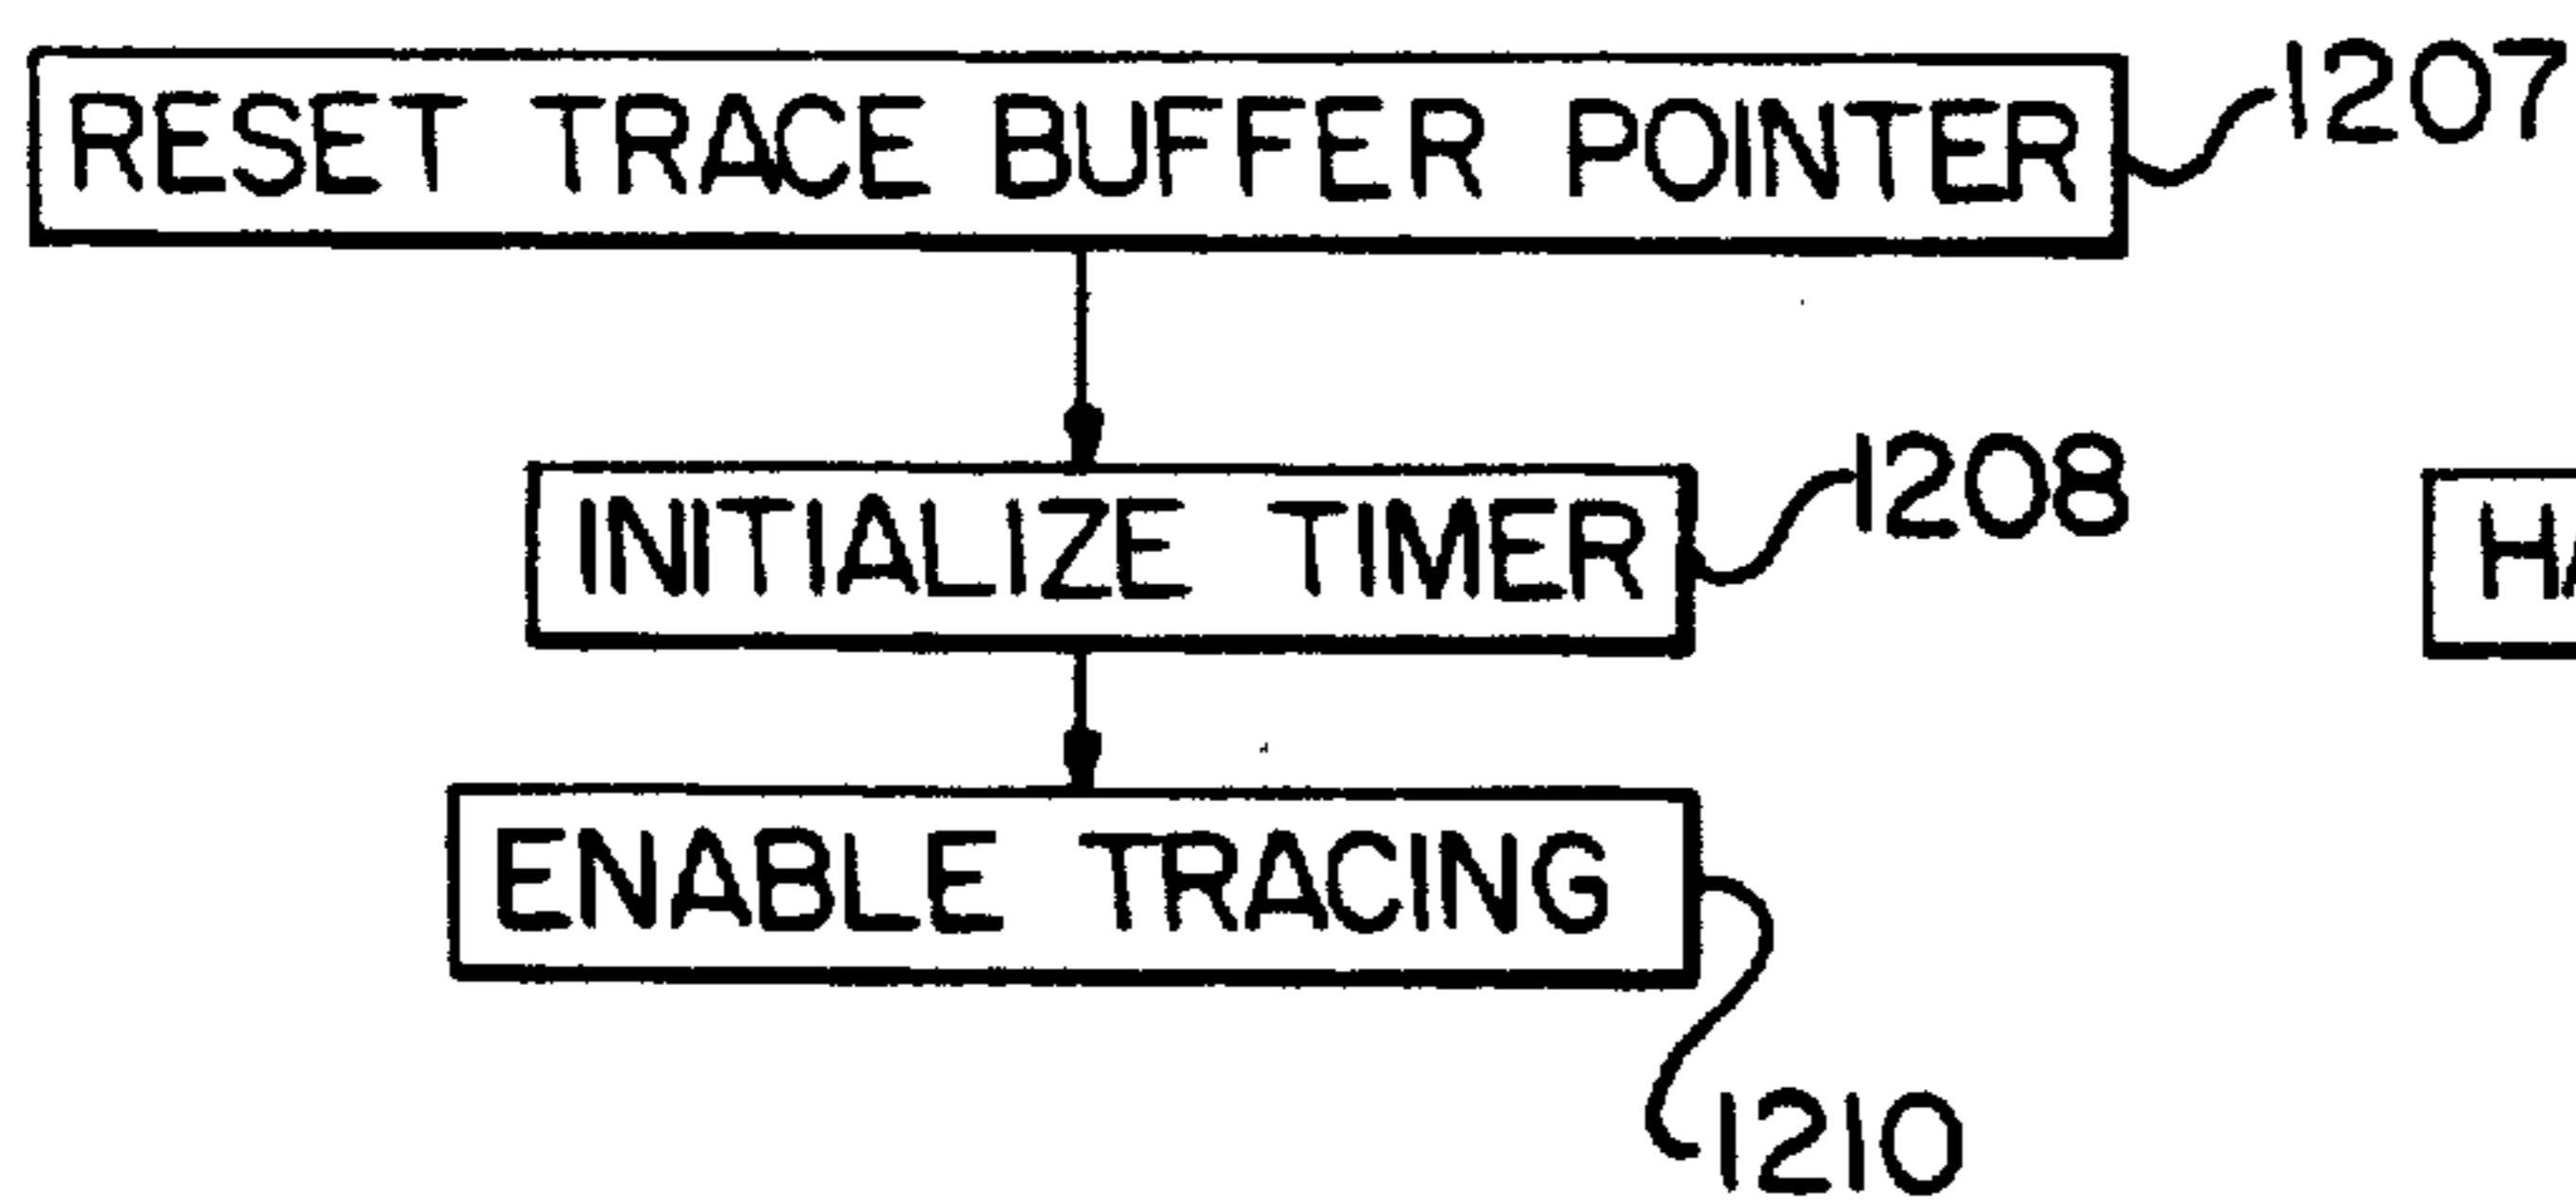 RESET TRACE BUFFER POINTER
1207
INITIALIZE TIMER
1208
ENABLE TRACING
1210